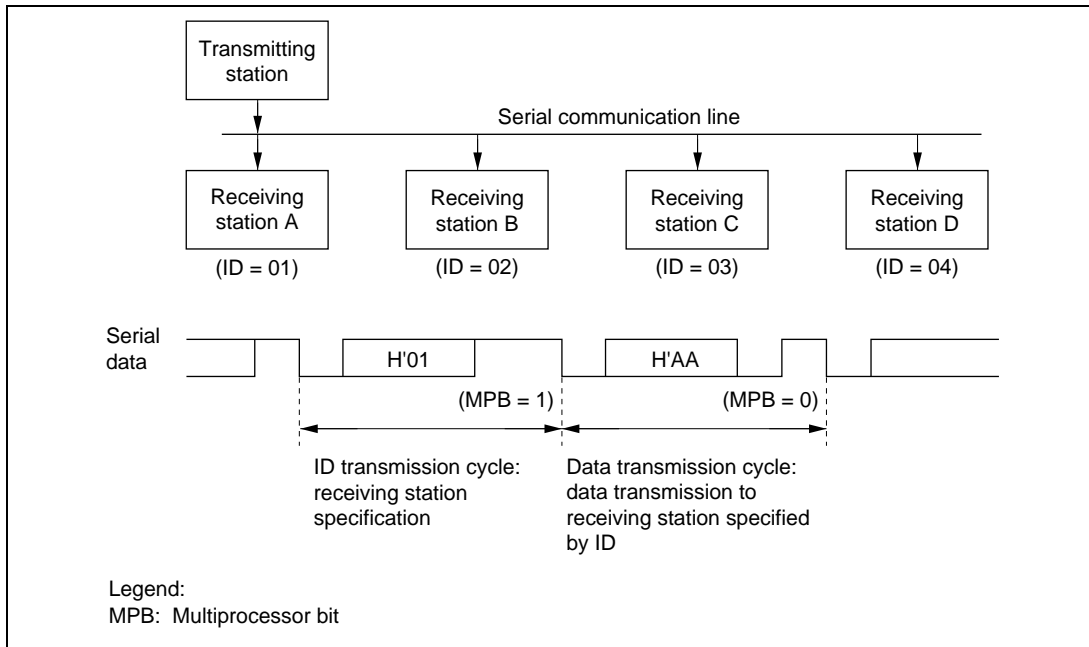 Transmitting
station
Serial communication line
Receiving
station A
Receiving
station B
Receiving
station C
Receiving
station D
(ID = 01)
(ID = 02)
(ID = 03)
(ID = 04)
Serial
data
H'01
H'AA
(MPB = 1)
(MPB = 0)
ID transmission cycle:
receiving station
specification
Data transmission cycle:
data transmission to
receiving station specified
by ID
Legend:
MPB: Multiprocessor bit